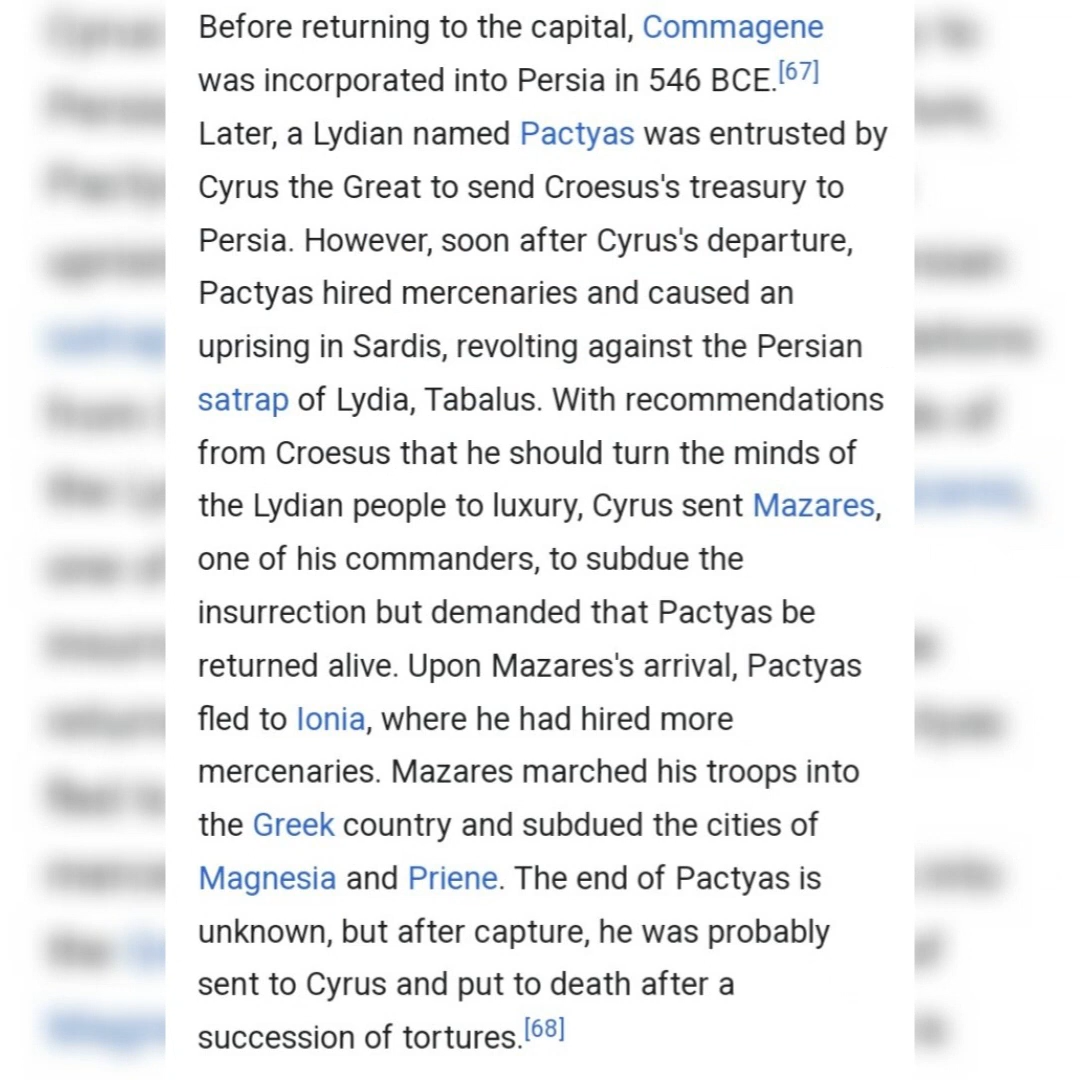 Before returning to the capital, Commagene
was incorporated into Persia in 546 BCE.[67]
Later, a Lydian named Pactyas was entrusted by
Cyrus the Great to send Croesus's treasury to
Persia. However, soon after Cyrus's departure,
Pactyas hired mercenaries and caused an
uprising in Sardis, revolting against the Persian
satrap of Lydia, Tabalus. With recommendations
from Croesus that he should turn the minds of
the Lydian people to luxury, Cyrus sent Mazares,
one of his commanders, to subdue the
insurrection but demanded that Pactyas be
returned alive. Upon Mazares's arrival, Pactyas
fled to Ionia, where he had hired more
mercenaries. Mazares marched his troops into
the Greek country and subdued the cities of
Magnesia and Priene. The end of Pactyas is
unknown, but after capture, he was probably
sent to Cyrus and put to death after a
succession of tortures.[68]